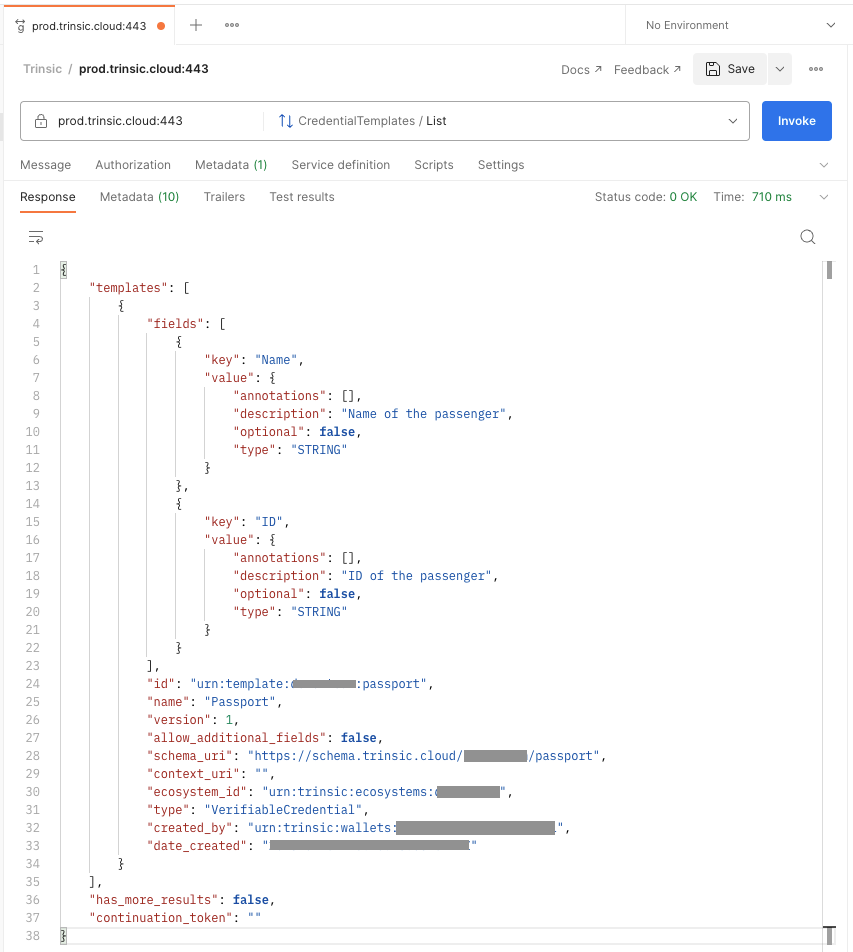 prod.trinsic.cloud:443
No Environment
Trinsic / prod.trinsic.cloud:443
Docs ↗ Feedback ↗ Save
prod.trinsic.cloud:443 CredentialTemplates / List Invoke
Message Authorization Metadata (1) Service definition Scripts Settings
Response Metadata (10) Trailers Test results Status code: 0 OK Time: 710 ms
1 {
2 "templates": [
3 {
4 "fields": [
5 {
6 "key": "Name",
7 "value": {
8 "annotations": [],
9 "description": "Name of the passenger",
10 "optional": false,
11 "type": "STRING"
12 }
13 },
14 {
15 "key": "ID",
16 "value": {
17 "annotations": [],
18 "description": "ID of the passenger",
19 "optional": false,
20 "type": "STRING"
21 }
22 }
23 ],
24 "id": "urn:template: :passport",
25 "name": "Passport",
26 "version": 1,
27 "allow_additional_fields": false,
28 "schema_uri": "https://schema.trinsic.cloud/ /passport",
29 "context_uri": "",
30 "ecosystem_id": "urn:trinsic:ecosystems: ",
31 "type": "VerifiableCredential",
32 "created_by": "urn:trinsic:wallets: ",
33 "date_created": " "
34 }
35 ],
36 "has_more_results": false,
37 "continuation_token": ""
38 }